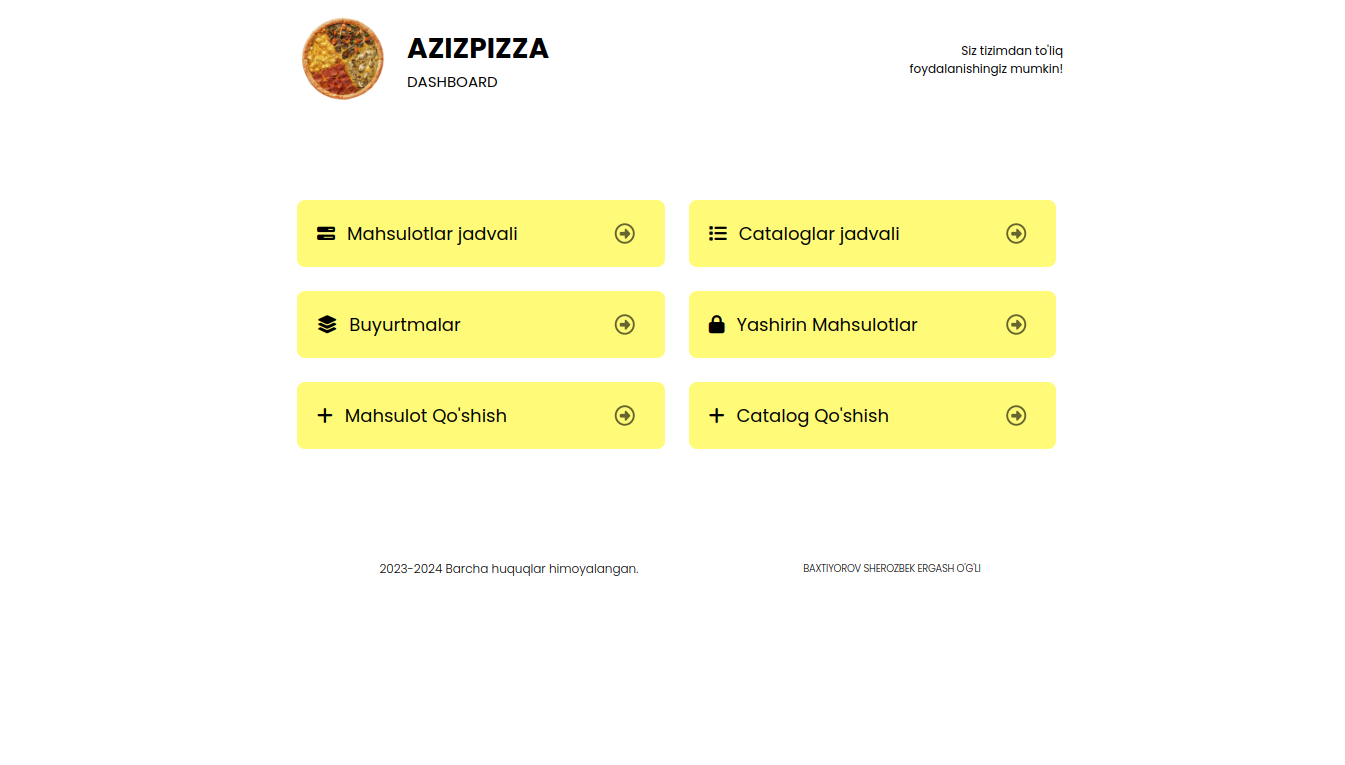 AZIZPIZZA
DASHBOARD
Siz tizimdan to'liq
foydalanishingiz mumkin!
Mahsulotlar jadvali
Cataloglar jadvali
Buyurtmalar
Yashirin Mahsulotlar
Mahsulot Qo'shish
Catalog Qo'shish
2023-2024 Barcha huquqlar himoyalangan.
BAXTIYOROV SHEROZBEK ERGASH O'G'LI